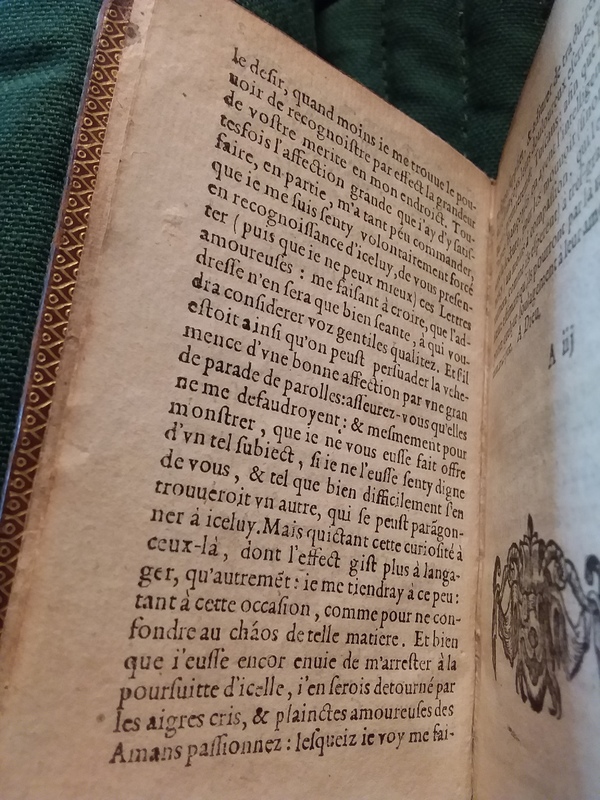 le desir, quand moins ie me trouue le pou-
uoir de recognoistre par effect la grandeur
de vostre merite en mon endroict. Tou-
tesfois l'affection grande que i'ay d'y satis-
faire, en partie, m'a tant peu commander,
que ie me suis senty volontairement forcé
en recognoissance d'iceluy, de vous presen-
ter (puis que ie ne peux mieux) ces Lettres
amoureuses : me faisant à croire, que l'ad-
dresse n'en sera que bien seante, à qui vou-
dra considerer voz gentiles qualitez. Et s'il
estoit ainsi qu'on peust persuader la vehe-
mence d'vne bonne affection par vne gran
de parade de parolles: asseurez-vous qu'elles
ne me defaudroyent : & mesmement pour
monstrer, que ie ne vous eusse fait offre
d'vn tel subiect, si ie ne l'eusse senty digne
de vous, & tel que bien difficilement s'en
trouueroit vn autre, qui se peust paragon-
ner à iceluy. Mais quictant cette curiosité à
ceux-là, dont l'effect gist plus à langa-
ger, qu'autremẽt : ie me tiendray à ce peu :
tant à cette occasion, comme pour ne con-
fondre au cháos de telle matiere. Et bien
que i'eusse encor enuie de m'arrester à la
poursuitte d'icelle, i'en serois detourné par
les aigres cris, & plainctes amoureuses des
Amans passionnez : lesqueiz ie voy me fai-
A Dieu.
A iij